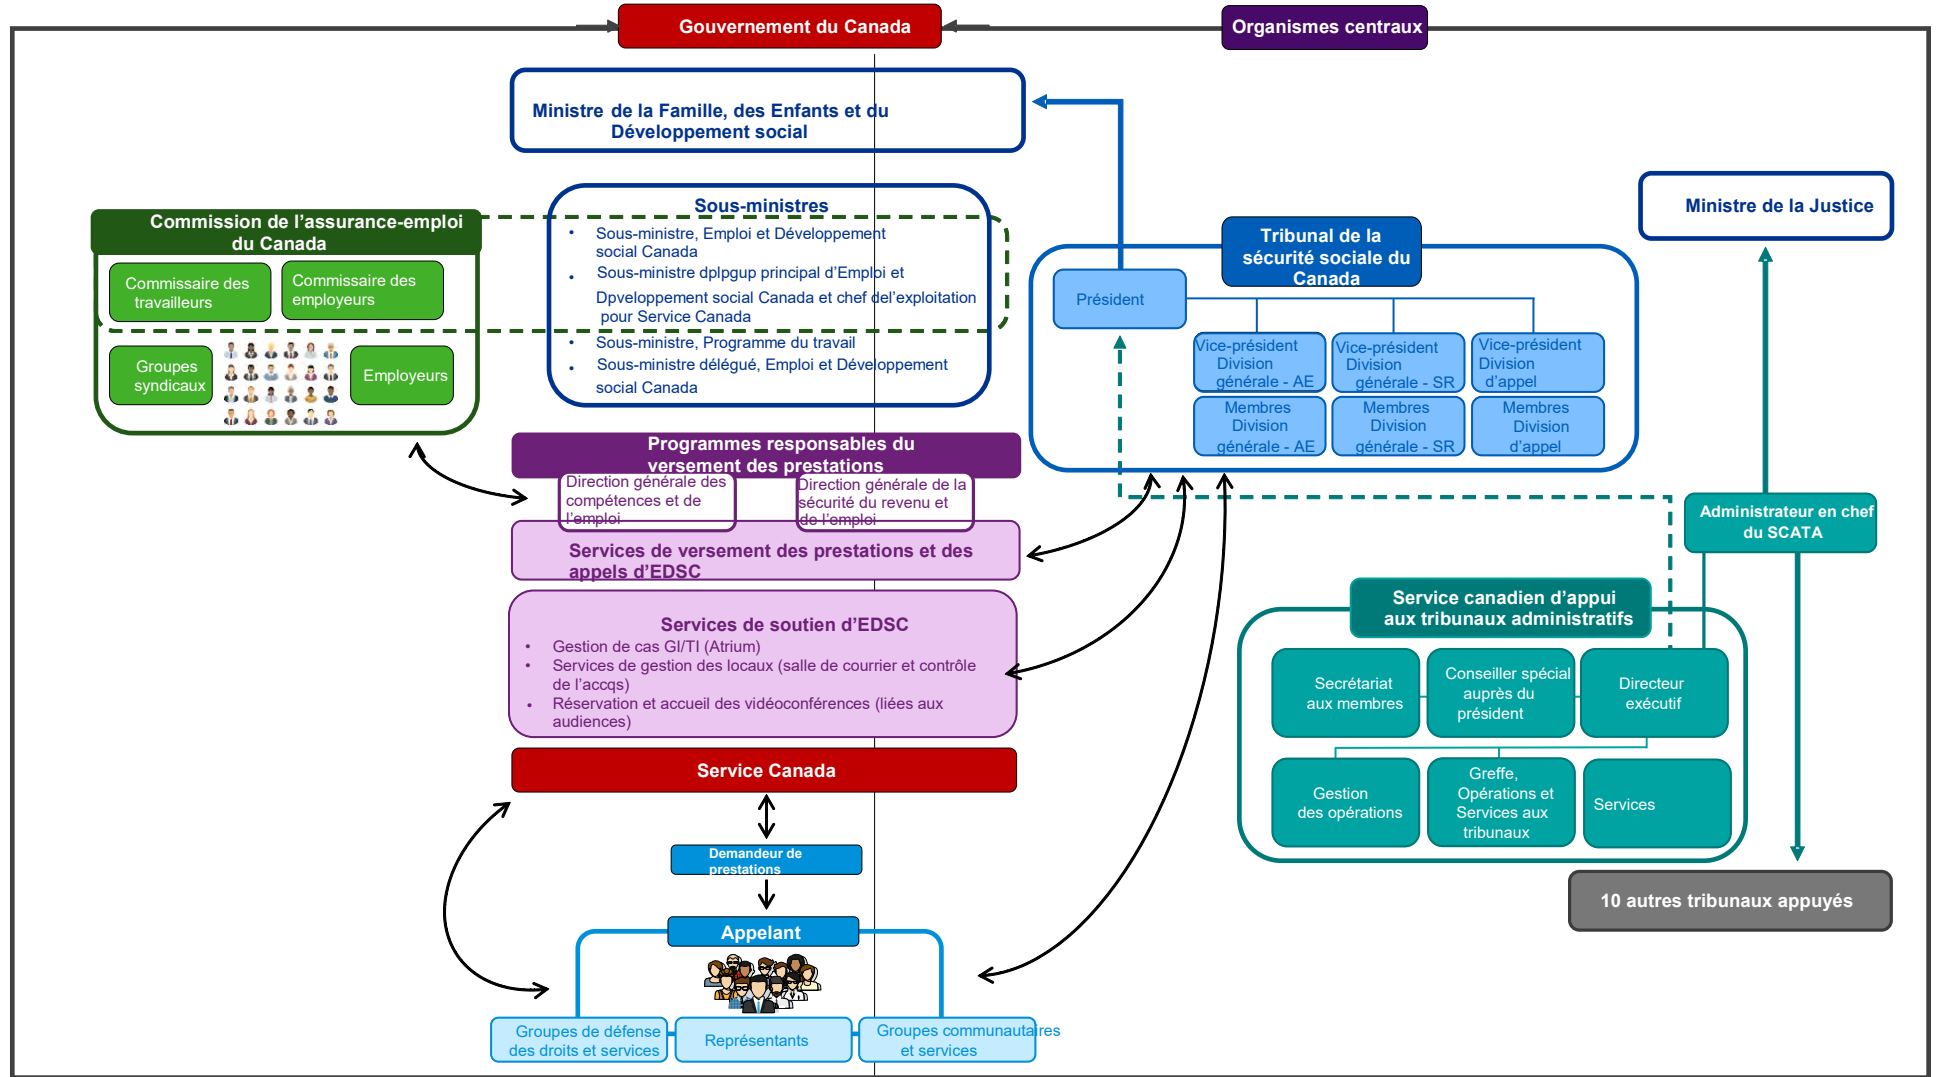 Gouvernement du Canada
Organismes centraux
Ministre de la Famille, des Enfants et du
Développement social
Sous-ministres
• Sous-ministre, Emploi et Développement
social Canada
• Sous-ministre dplpgup principal d’Emploi et
Dpveloppement social Canada et chef del’exploitation
pour Service Canada
• Sous-ministre, Programme du travail
• Sous-ministre délégué, Emploi et Développement
social Canada
Commission de l’assurance-emploi
du Canada
Commissaire des
travailleurs
Commissaire des
employeurs
Groupes
syndicaux
Employeurs
Tribunal de la
sécurité sociale du
Canada
Président
Vice-président
Division
générale - AE
Vice-président
Division
générale - SR
Vice-président
Division
d’appel
Membres
Division
générale - AE
Membres
Division
générale - SR
Membres
Division
d’appel
Ministre de la Justice
Programmes responsables du
versement des prestations
Direction générale des
compétences et de
l’emploi
Direction générale de la
sécurité du revenu et
de l’emploi
Services de versement des prestations et des
appels d’EDSC
Services de soutien d’EDSC
• Gestion de cas GI/TI (Atrium)
• Services de gestion des locaux (salle de courrier et contrôle
de l’accqs)
• Réservation et accueil des vidéoconférences (liées aux
audiences)
Administrateur en chef
du SCATA
Service canadien d’appui
aux tribunaux administratifs
Secrétariat
aux membres
Conseiller spécial
auprès du
président
Directeur
exécutif
Gestion
des opérations
Greffe,
Opérations et
Services aux
tribunaux
Services
10 autres tribunaux appuyés
Service Canada
Demandeur de
prestations
Appelant
Groupes de défense
des droits et services
Représentants
Groupes communautaires
et services